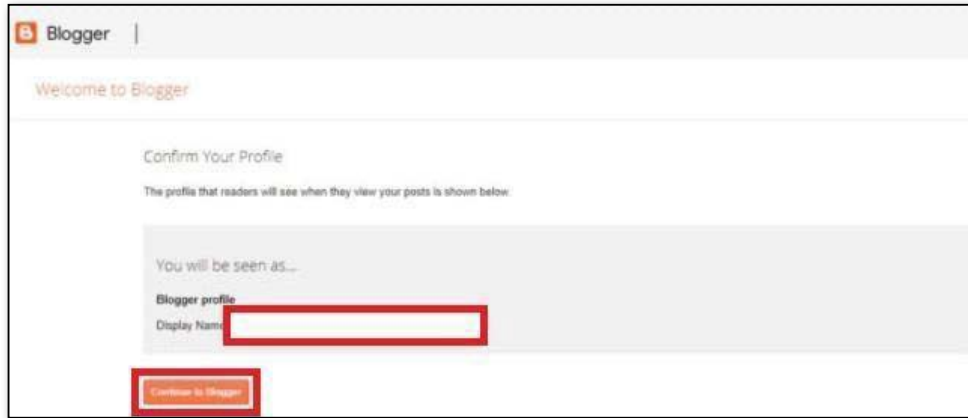 Blogger |
Welcome to Blogger
Confirm Your Profile
The profile that readers will see when they view your posts is shown below.
You will be seen as...
Blogger profile
Display Name
Continue to Blogger